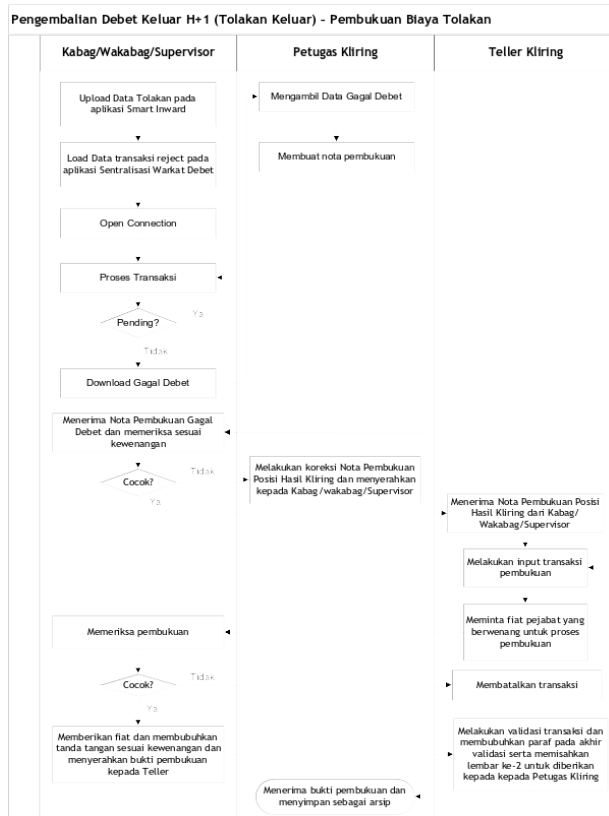 Pengembalian Debet Keluar H+1 (Tolakan Keluar) - Pembukuan Biaya Tolakan
Kabag/Wakabag/Supervisor
Petugas Kliring
Teller Kliring
Upload Data Tolakan pada
aplikasi Smart Inward
Mengambil Data Gagal Debet
Load Data transaksi reject pada
aplikasi Sentralisasi Warkat Debet
Membuat nota pembukuan
Open Connection
Proses Transaksi
Pending?
Ya
Tidak
Download Gagal Debet
Menerima Nota Pembukuan Gagal
Debet dan memeriksa sesuai
kewenangan
Cocok?
Tidak
Ya
Melakukan koreksi Nota Pembukuan
Posisi Hasil Kliring dan menyerahkan
kepada Kabag/wakabag/Supervisor
Menerima Nota Pembukuan Posisi
Hasil Kliring dari Kabag/
Wakabag/Supervisor
Melakukan input transaksi
pembukuan
Meminta fiat pejabat yang
berwenang untuk proses
pembukuan
Memeriksa pembukuan
Cocok?
Tidak
Ya
Membatalkan transaksi
Memberikan fiat dan membubuhkan
tanda tangan sesuai kewenangan dan
menyerahkan bukti pembukuan
kepada Teller
Melakukan validasi transaksi dan
membubuhkan paraf pada akhir
validasi serta memisahkan
lembar ke-2 untuk diberikan
kepada kepada Petugas Kliring
Menerima bukti pembukuan dan
menyimpan sebagai arsip